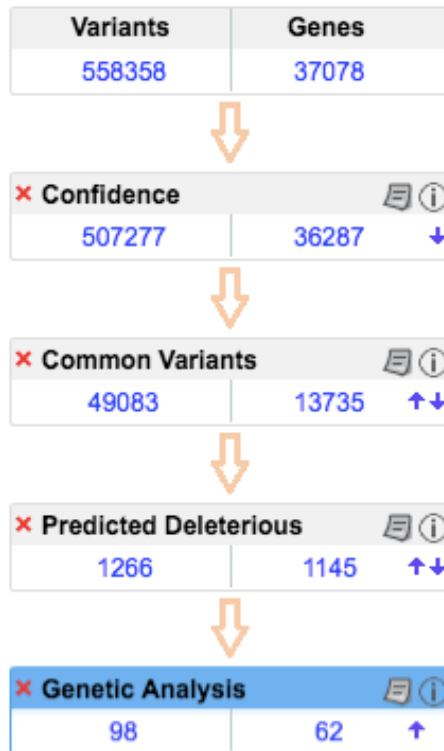 Variants Genes
558358 37078
Confidence
507277 36287
Common Variants
49083 13735
Predicted Deleterious
1266 1145
Genetic Analysis
98 62